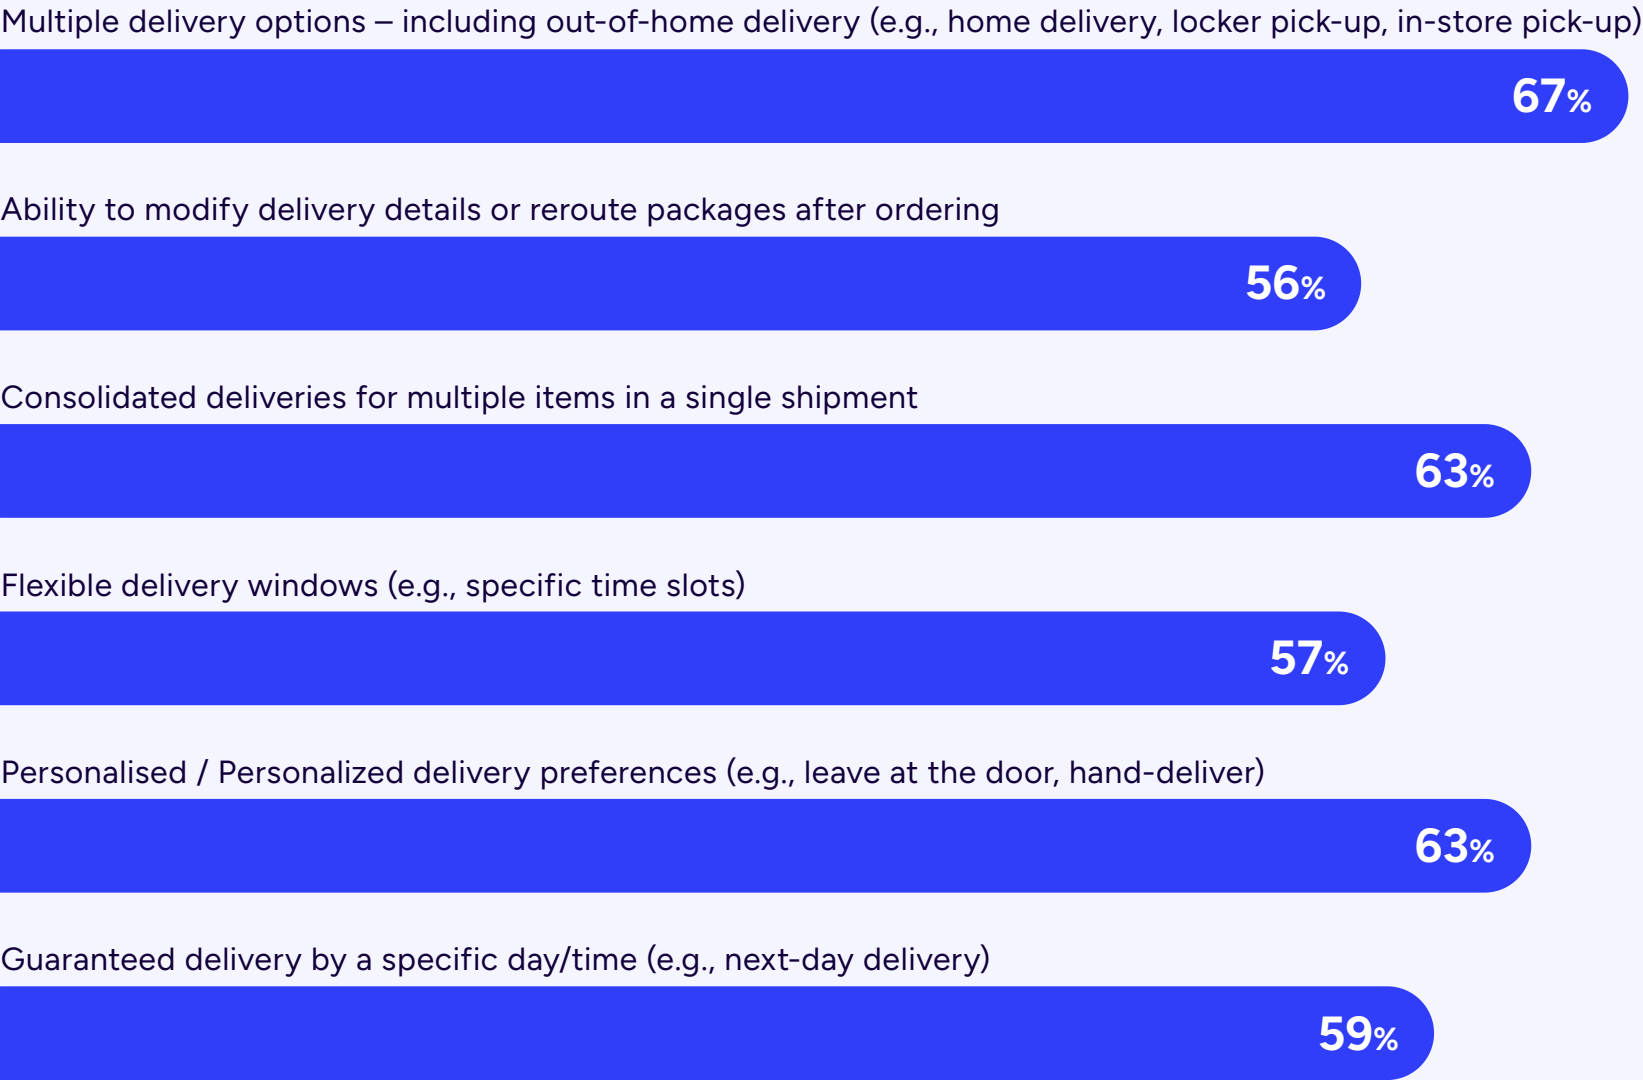 Multiple delivery options – including out-of-home delivery (e.g., home delivery, locker pick-up, in-store pick-up)
67%
Ability to modify delivery details or reroute packages after ordering
56%
Consolidated deliveries for multiple items in a single shipment
63%
Flexible delivery windows (e.g., specific time slots)
57%
Personalised / Personalized delivery preferences (e.g., leave at the door, hand-deliver)
63%
Guaranteed delivery by a specific day/time (e.g., next-day delivery)
59%